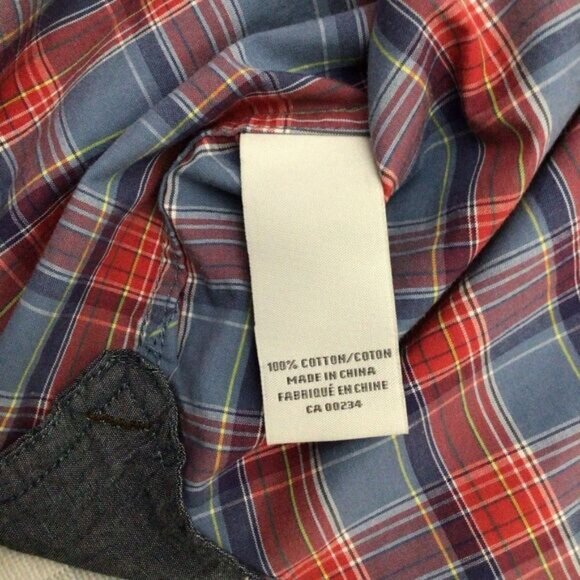 100% COTTON/COTON
MADE IN CHINA
FABRIQUÉ EN CHINE
CA 00234